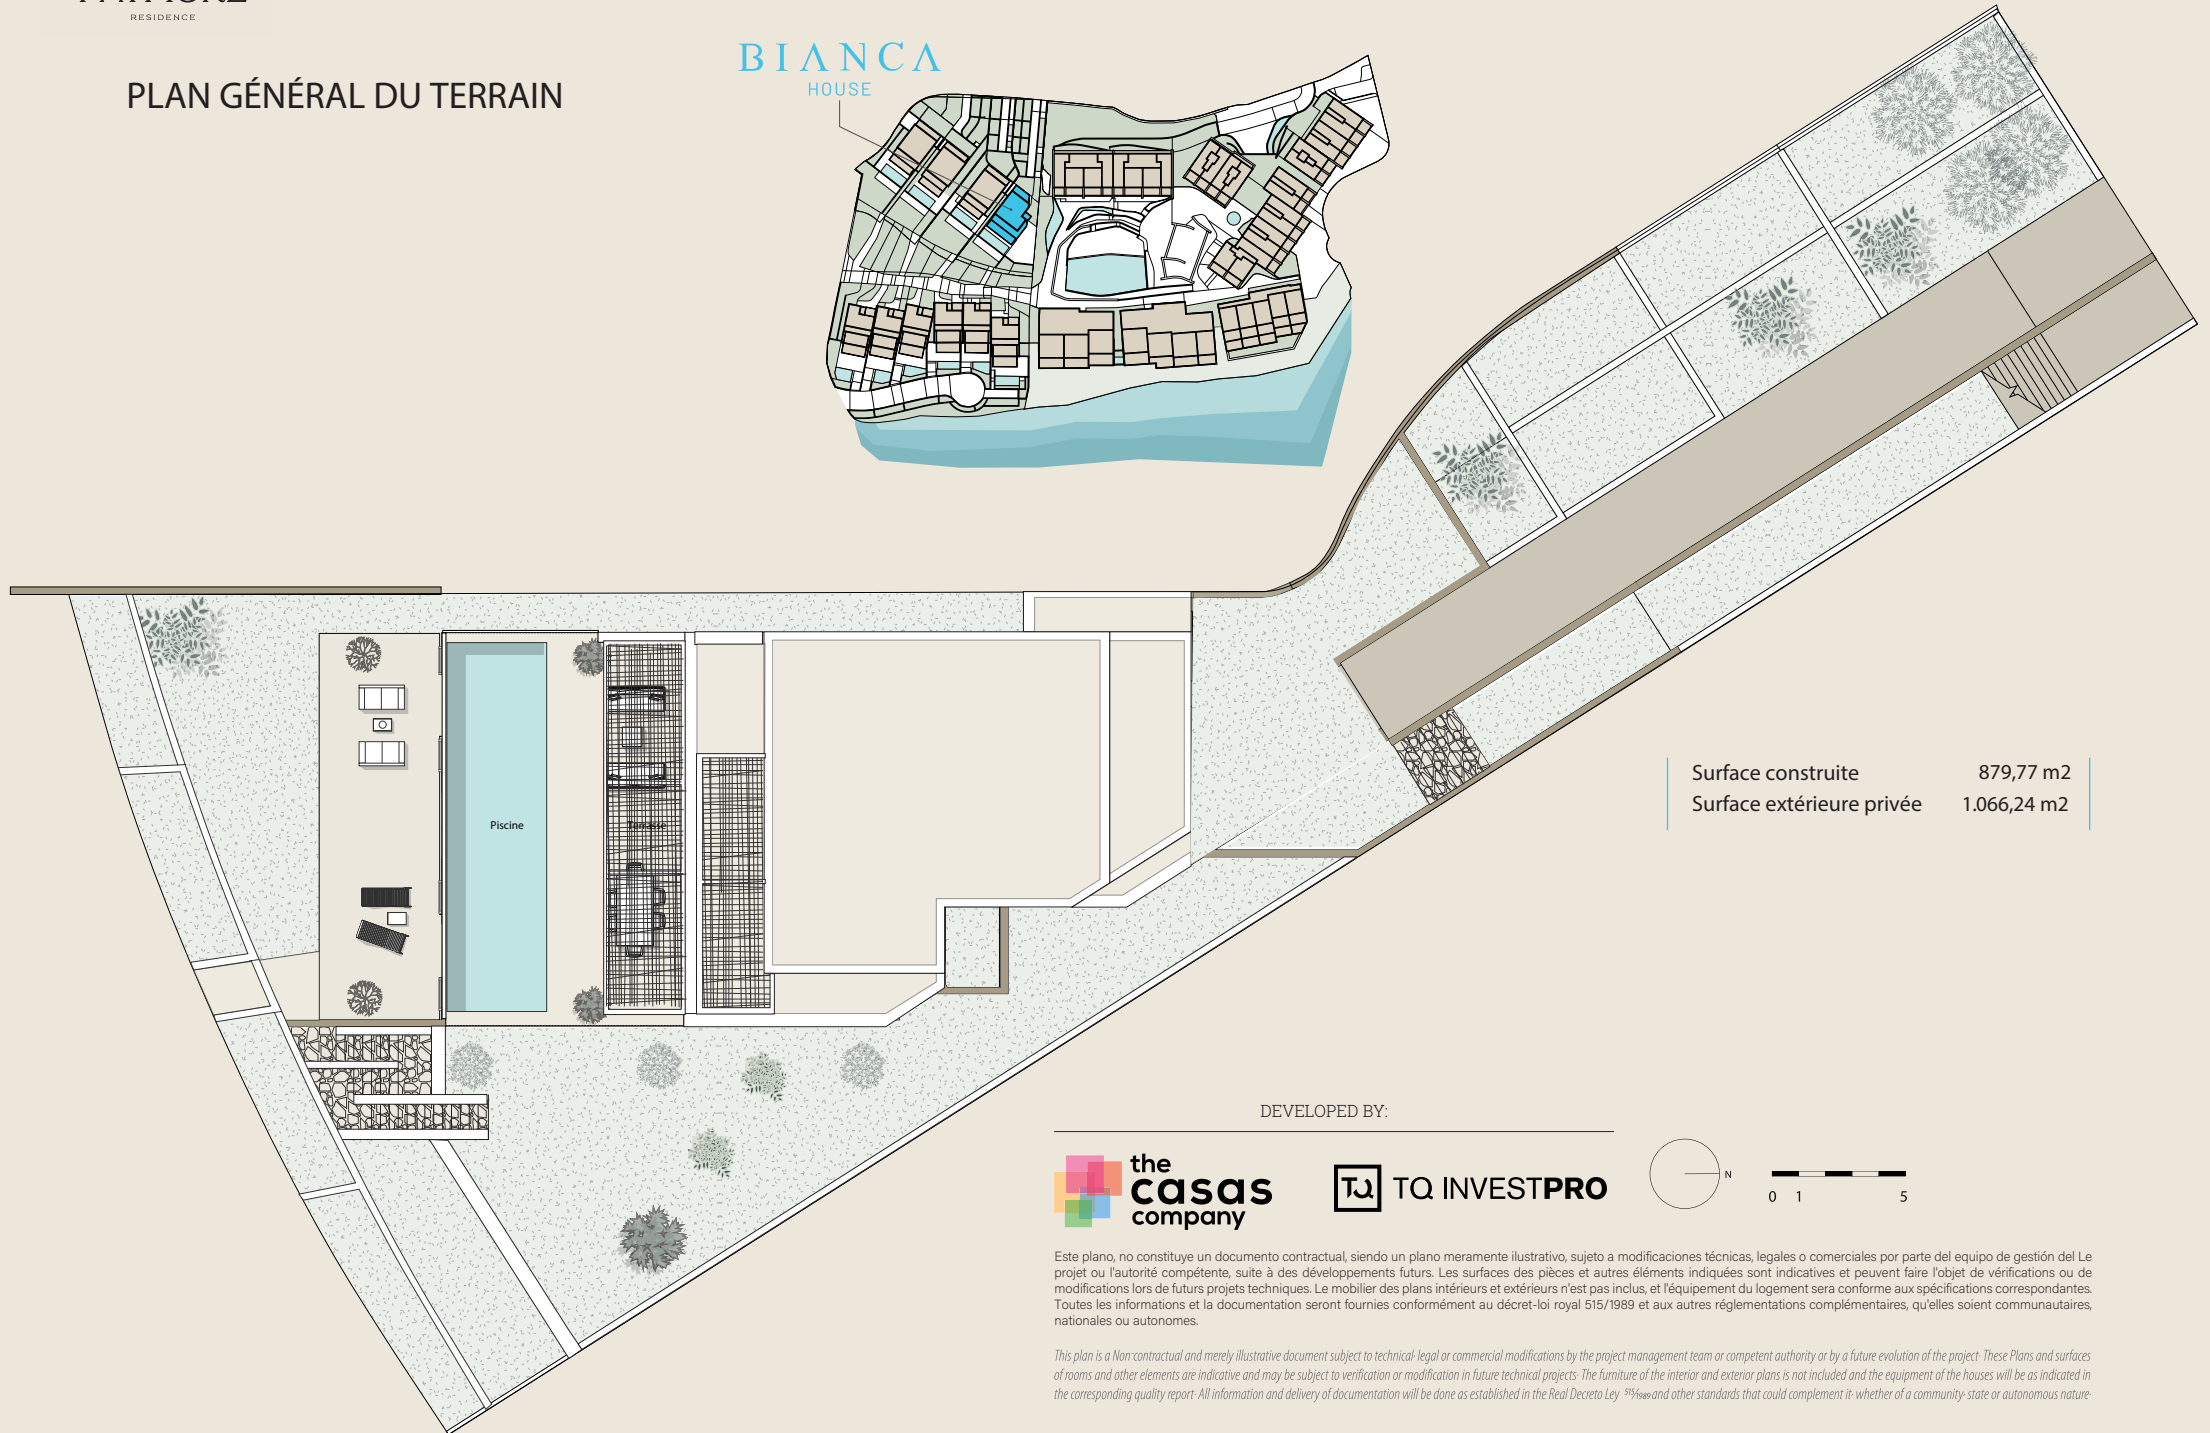 RESIDENCE
BIANCA
HOUSE
PLAN GÉNÉRAL DU TERRAIN
Piscine
Terrasse
Surface construite 879,77 m2
Surface extérieure privée 1.066,24 m2
DEVELOPED BY:
the
casas
company
TQ INVESTPRO
N
0 1 5
Este plano, no constituye un documento contractual, siendo un plano meramente ilustrativo, sujeto a modificaciones técnicas, legales o comerciales por parte del equipo de gestión del Le
projet ou l'autorité compétente, suite à des développements futurs. Les surfaces des pièces et autres éléments indiquées sont indicatives et peuvent faire l'objet de vérifications ou de
modifications lors de futurs projets techniques. Le mobilier des plans intérieurs et extérieurs n'est pas inclus, et l'équipement du logement sera conforme aux spécifications correspondantes.
Toutes les informations et la documentation seront fournies conformément au décret-loi royal 515/1989 et aux autres réglementations complémentaires, qu'elles soient communautaires,
nationales ou autonomes.
This plan is a Non-contractual and merely illustrative document subject to technical· legal or commercial modifications by the project management team or competent authority or by a future evolution of the project· These Plans and surfaces
of rooms and other elements are indicative and may be subject to verification or modification in future technical projects· The furniture of the interior and exterior plans is not included and the equipment of the houses will be as indicated in
the corresponding quality report· All information and delivery of documentation will be done as established in the Real Decreto Ley 515/1989 and other standards that could complement it· whether of a community· state or autonomous nature·